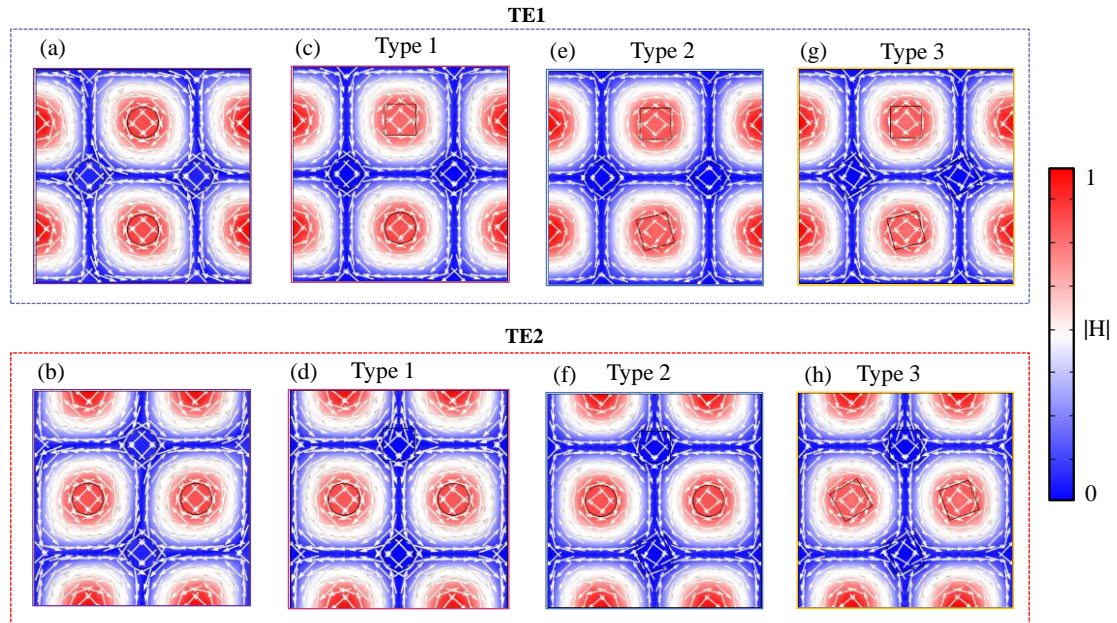 TE1
(a)
(c) Type 1
(e) Type 2
(g) Type 3
1
|H|
0
TE2
(b)
(d) Type 1
(f) Type 2
(h) Type 3